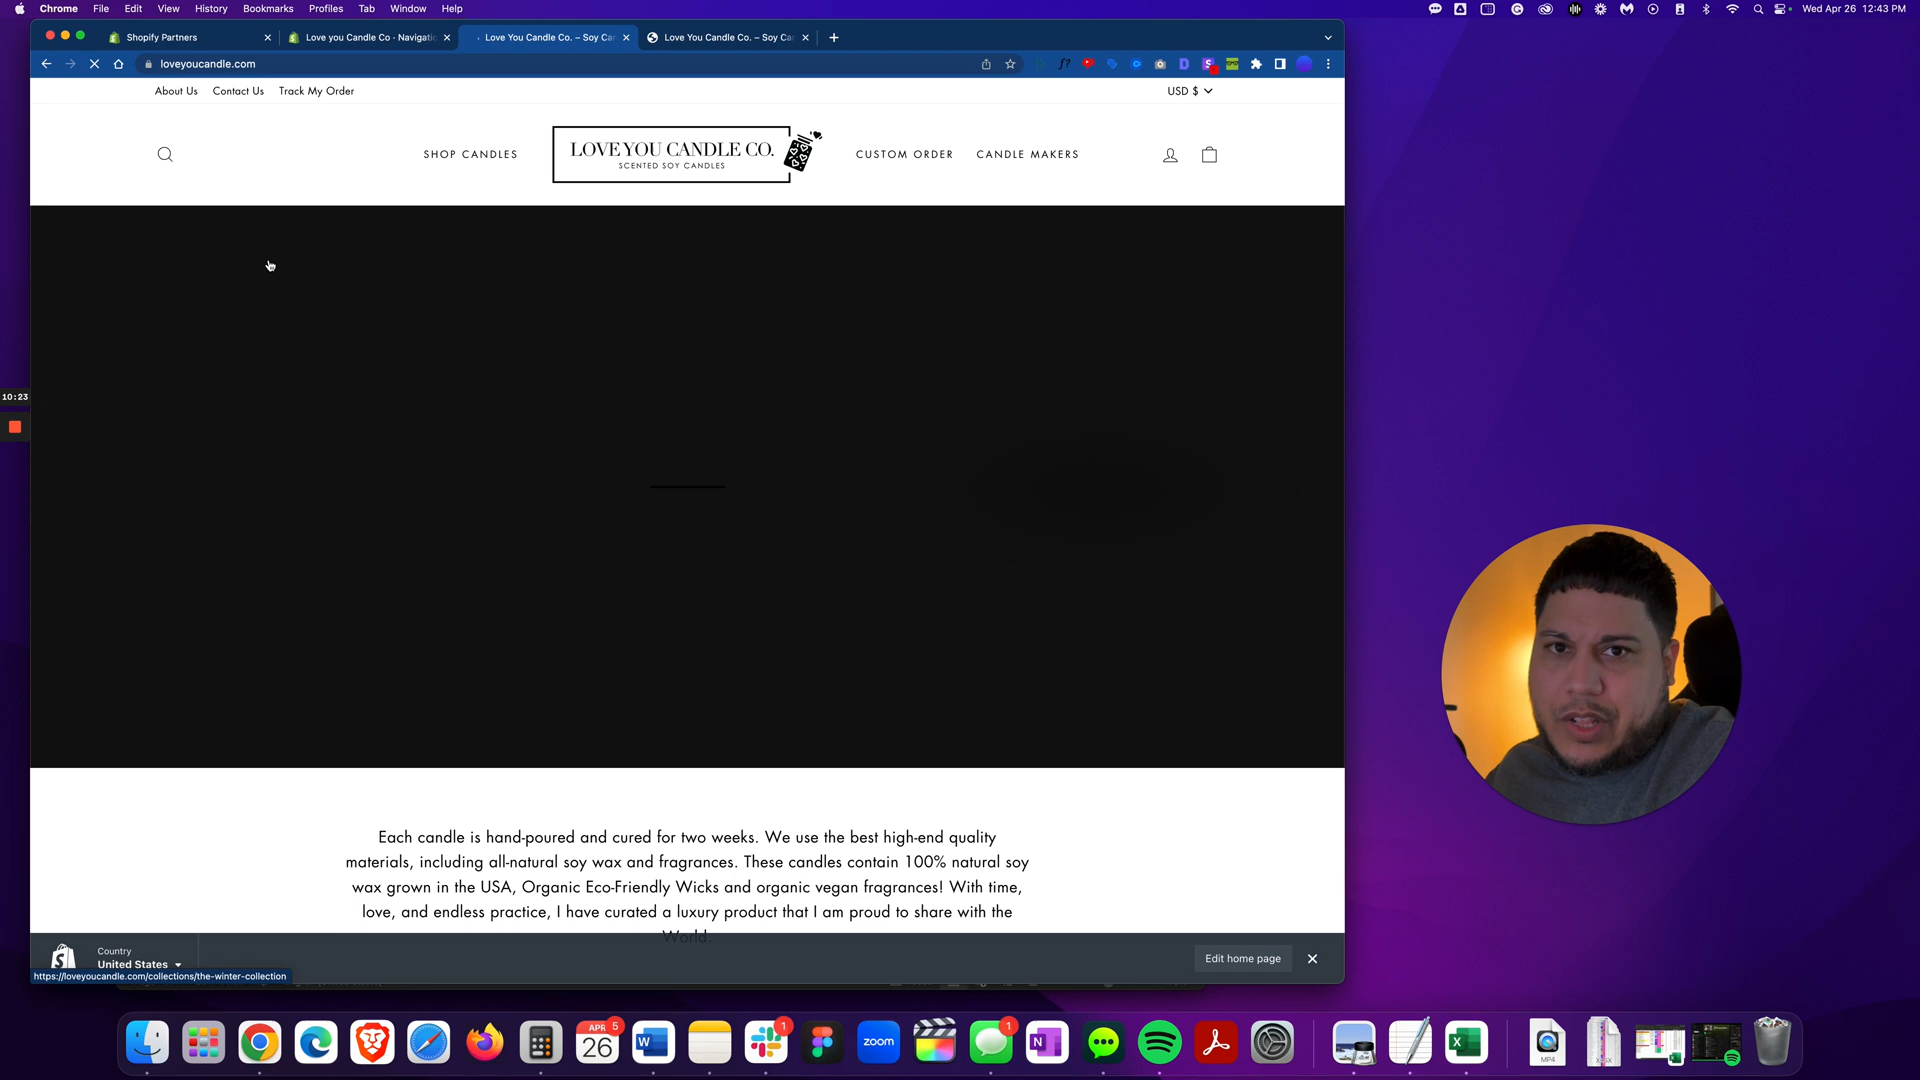 Chrome File Edit View History Bookmarks Profiles Tab Window Help
Wed Apr 26 12:43 PM
Shopify Partners
Love you Candle Co · Navigatio
Love You Candle Co. – Soy Ca
Love You Candle Co. – Soy Ca
loveyoucandle.com
About Us Contact Us Track My Order
USD $
SHOP CANDLES
LOVE YOU CANDLE CO.
SCENTED SOY CANDLES
CUSTOM ORDER CANDLE MAKERS
10:23
Each candle is hand-poured and cured for two weeks. We use the best high-end quality
materials, including all-natural soy wax and fragrances. These candles contain 100% natural soy
wax grown in the USA, Organic Eco-Friendly Wicks and organic vegan fragrances! With time,
love, and endless practice, I have curated a luxury product that I am proud to share with the
World.
Country
United States
Edit home page
https://loveyoucandle.com/collections/the-winter-collection
APR 5
26
1
zoom
1
MP4